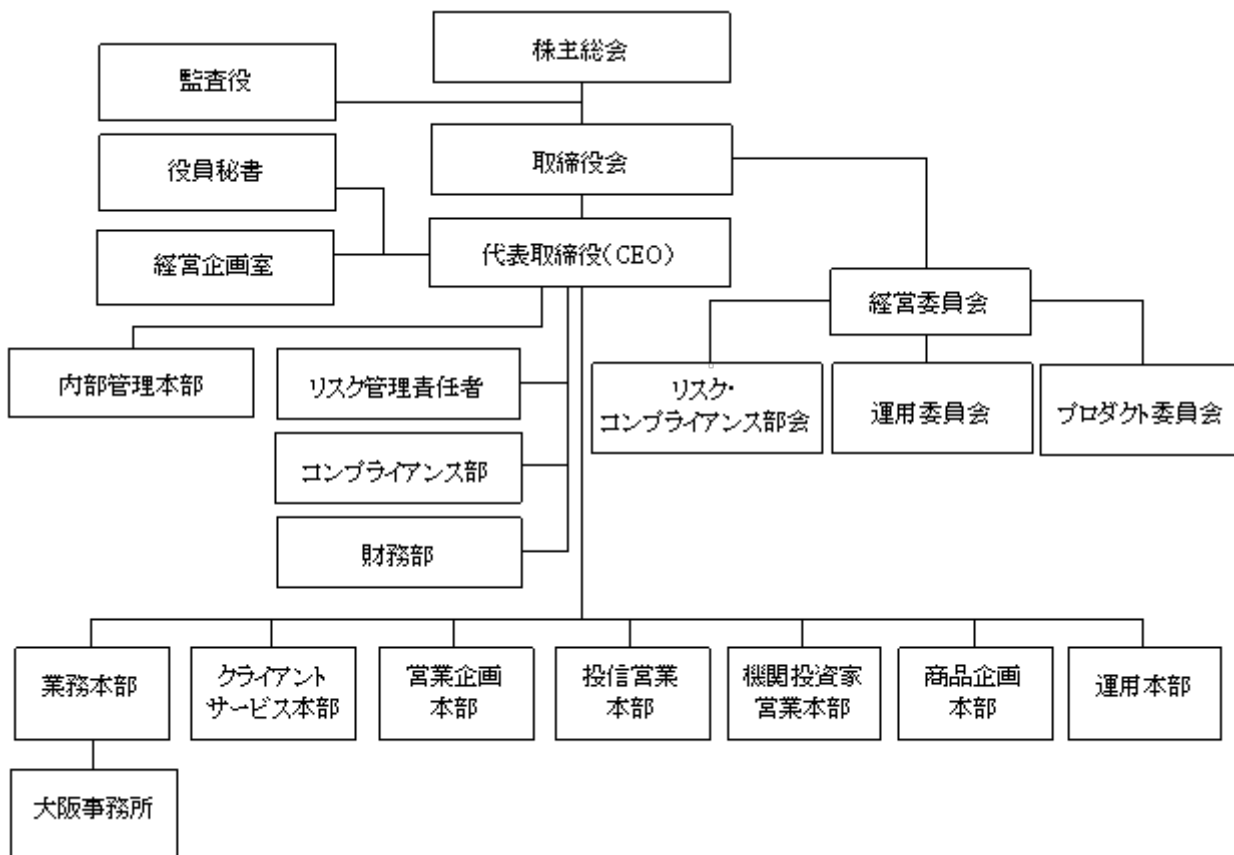 株主総会
監査役
取締役会
役員秘書
代表取締役(CEO)
経営企画室
経営委員会
内部管理本部
リスク管理責任者
リスク・
コンプライアンス部会
運用委員会
プロダクト委員会
コンプライアンス部
財務部
業務本部
クライアント
サービス本部
営業企画
本部
投信営業
本部
機関投資家
営業本部
商品企画
本部
運用本部
大阪事務所